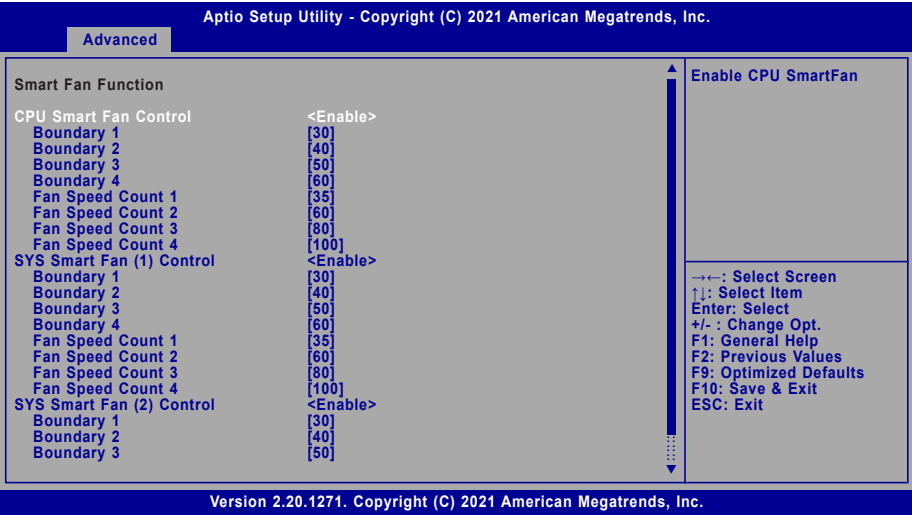 Aptio Setup Utility - Copyright (C) 2021 American Megatrends, Inc.
Advanced
Smart Fan Function
CPU Smart Fan Control <Enable>
Boundary 1 [30]
Boundary 2 [40]
Boundary 3 [50]
Boundary 4 [60]
Fan Speed Count 1 [35]
Fan Speed Count 2 [60]
Fan Speed Count 3 [80]
Fan Speed Count 4 [100]
SYS Smart Fan (1) Control <Enable>
Boundary 1 [30]
Boundary 2 [40]
Boundary 3 [50]
Boundary 4 [60]
Fan Speed Count 1 [35]
Fan Speed Count 2 [60]
Fan Speed Count 3 [80]
Fan Speed Count 4 [100]
SYS Smart Fan (2) Control <Enable>
Boundary 1 [30]
Boundary 2 [40]
Boundary 3 [50]
Enable CPU SmartFan
→←: Select Screen
↑↓: Select Item
Enter: Select
+/- : Change Opt.
F1: General Help
F2: Previous Values
F9: Optimized Defaults
F10: Save & Exit
ESC: Exit
Version 2.20.1271. Copyright (C) 2021 American Megatrends, Inc.